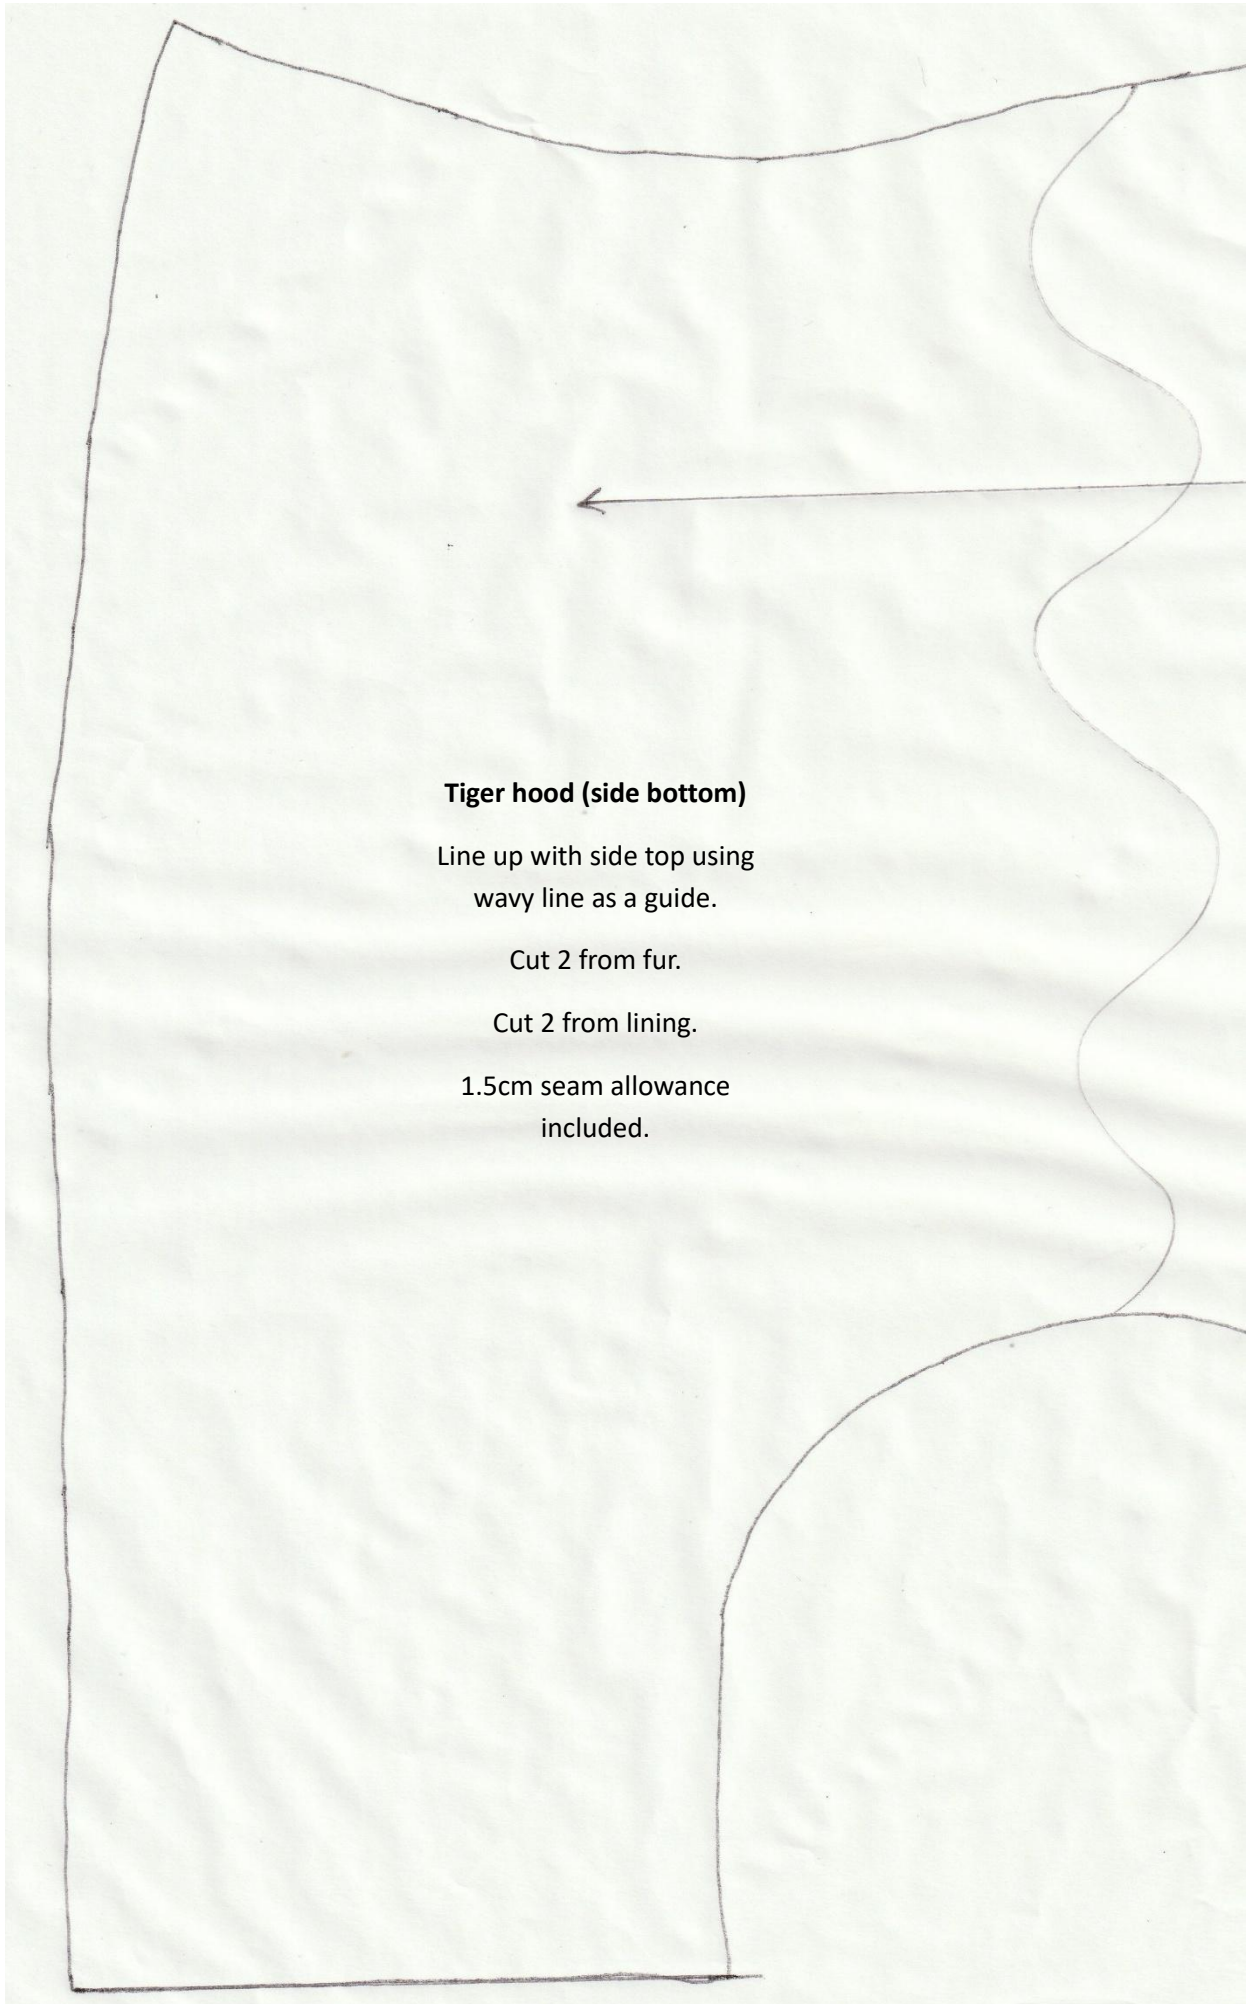 Tiger hood (side bottom)
Line up with side top using
wavy line as a guide.
Cut 2 from fur.
Cut 2 from lining.
1.5cm seam allowance
included.